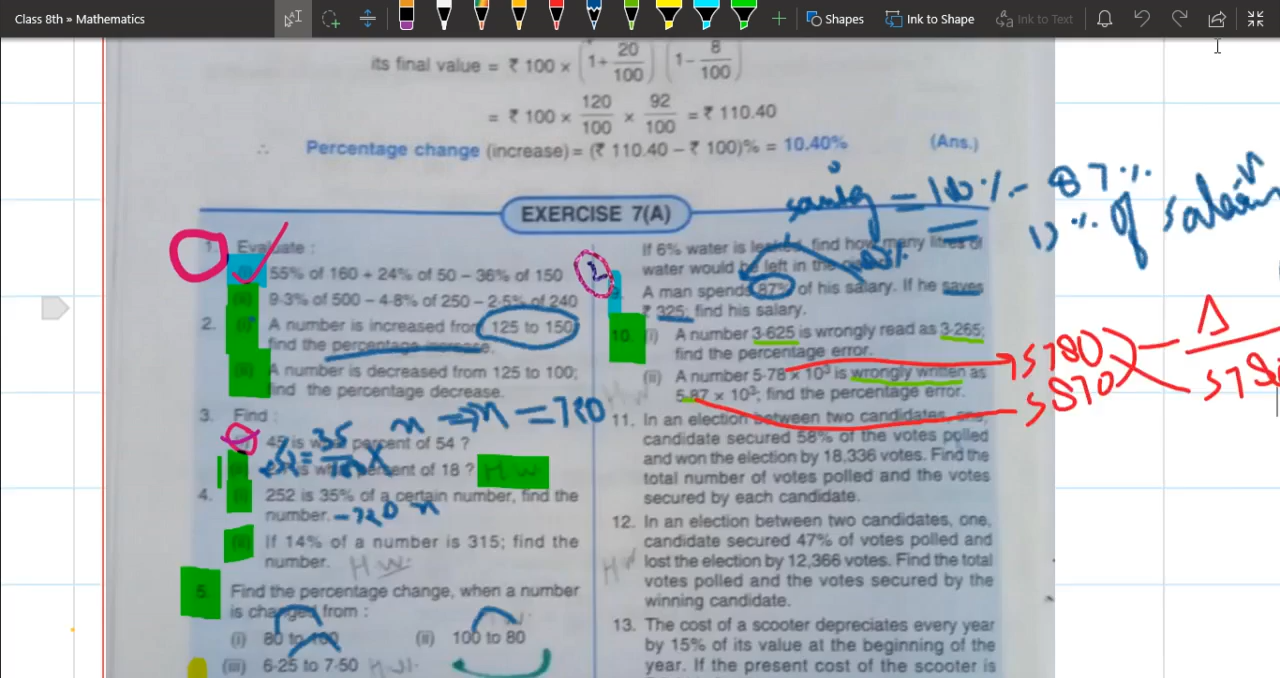 Class 8th » Mathematics
Shapes
Ink to Shape
Ink to Text
its final value = ₹ 100 × (1+ 20/100) (1− 8/100)
= ₹ 100 × 120/100 × 92/100 = ₹ 110.40
∴ Percentage change (increase) = (₹ 110.40 – ₹ 100)% = 10.40% (Ans.)
EXERCISE 7(A)
1. Evaluate :
(i) 55% of 160 + 24% of 50 – 36% of 150
(ii) 9·3% of 500 – 4·8% of 250 – 2·5% of 240
2. (i) A number is increased from 125 to 150;
find the percentage increase.
(ii) A number is decreased from 125 to 100;
find the percentage decrease.
3. Find :
45 is what percent of 54 ?
is what percent of 18 ? H W
x ⇒ x = 720
4. (i) 252 is 35% of a certain number, find the
number. – 720 x
(ii) If 14% of a number is 315; find the
number. H W
5. Find the percentage change, when a number
is changed from :
(i) 80 to 100 (ii) 100 to 80
(iii) 6·25 to 7·50 H W
If 6% water is leaked, find how many litres of
water would be left in the
9. A man spends 87% of his salary. If he saves
₹ 325; find his salary.
10. (i) A number 3·625 is wrongly read as 3·265;
find the percentage error.
(ii) A number 5·78 × 10³ is wrongly written as
5·87 × 10³; find the percentage error.
H W
11. In an election between two candidates, one,
candidate secured 58% of the votes polled
and won the election by 18,336 votes. Find the
total number of votes polled and the votes
secured by each candidate.
12. In an election between two candidates, one,
candidate secured 47% of votes polled and
H W lost the election by 12,366 votes. Find the total
votes polled and the votes secured by the
winning candidate.
13. The cost of a scooter depreciates every year
by 15% of its value at the beginning of the
year. If the present cost of the scooter is
= 100% – 87%
% of
5780
5870